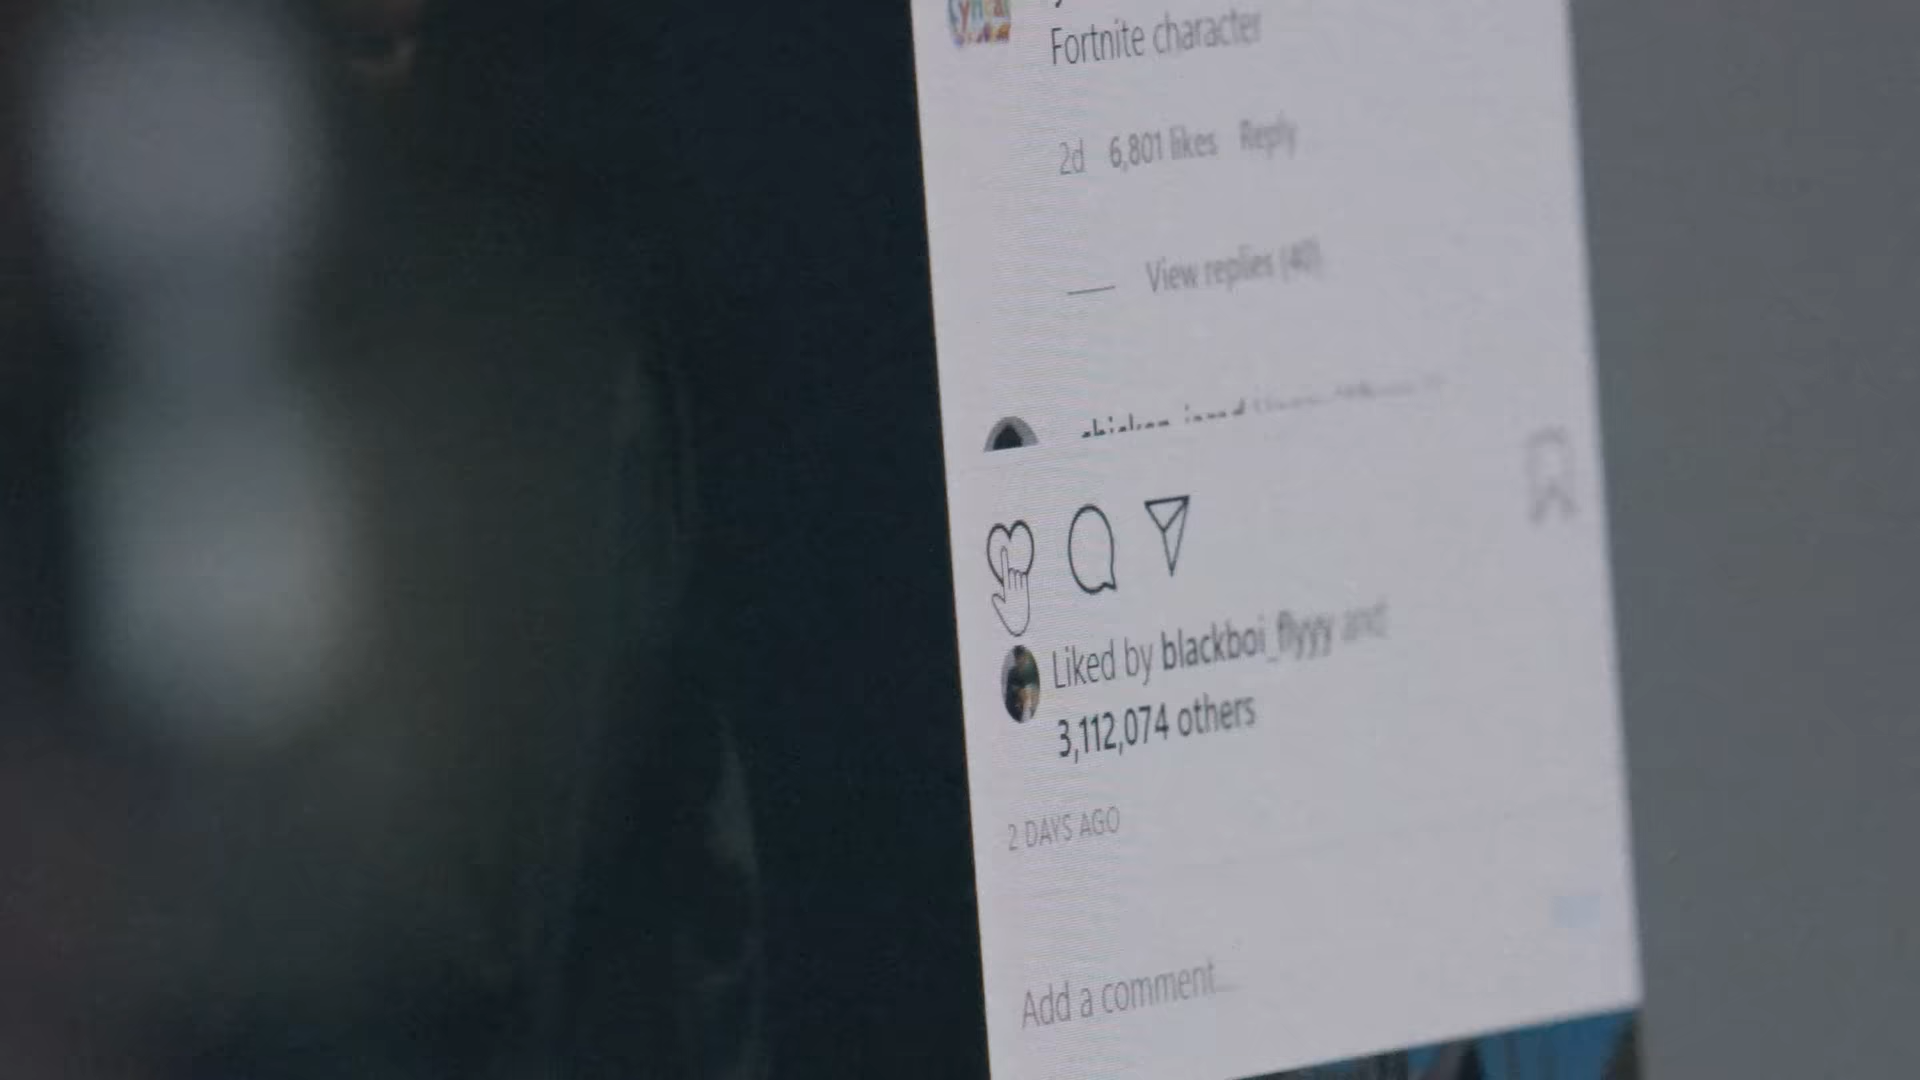 Fortnite character
2d 6,801 likes Reply
View replies (40)
Liked by blackboi_flyyy and
3,112,074 others
2 DAYS AGO
Add a comment...